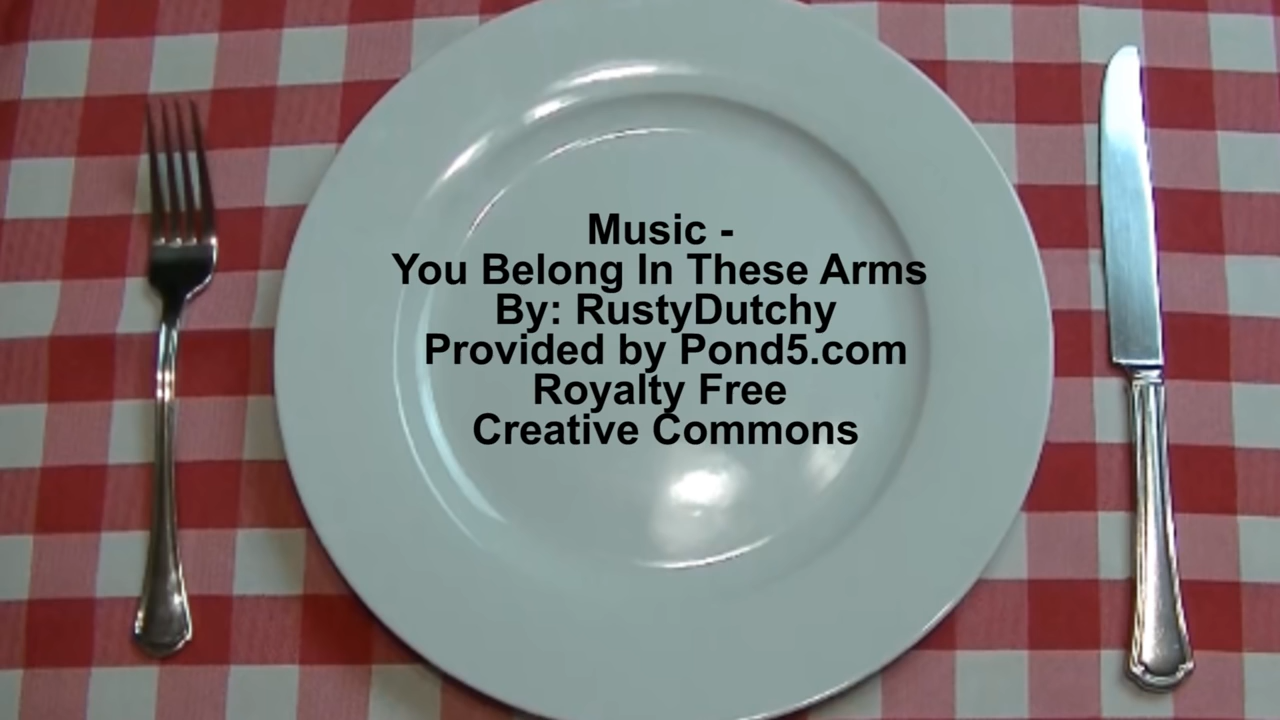 Music -
You Belong In These Arms
By: RustyDutchy
Provided by Pond5.com
Royalty Free
Creative Commons